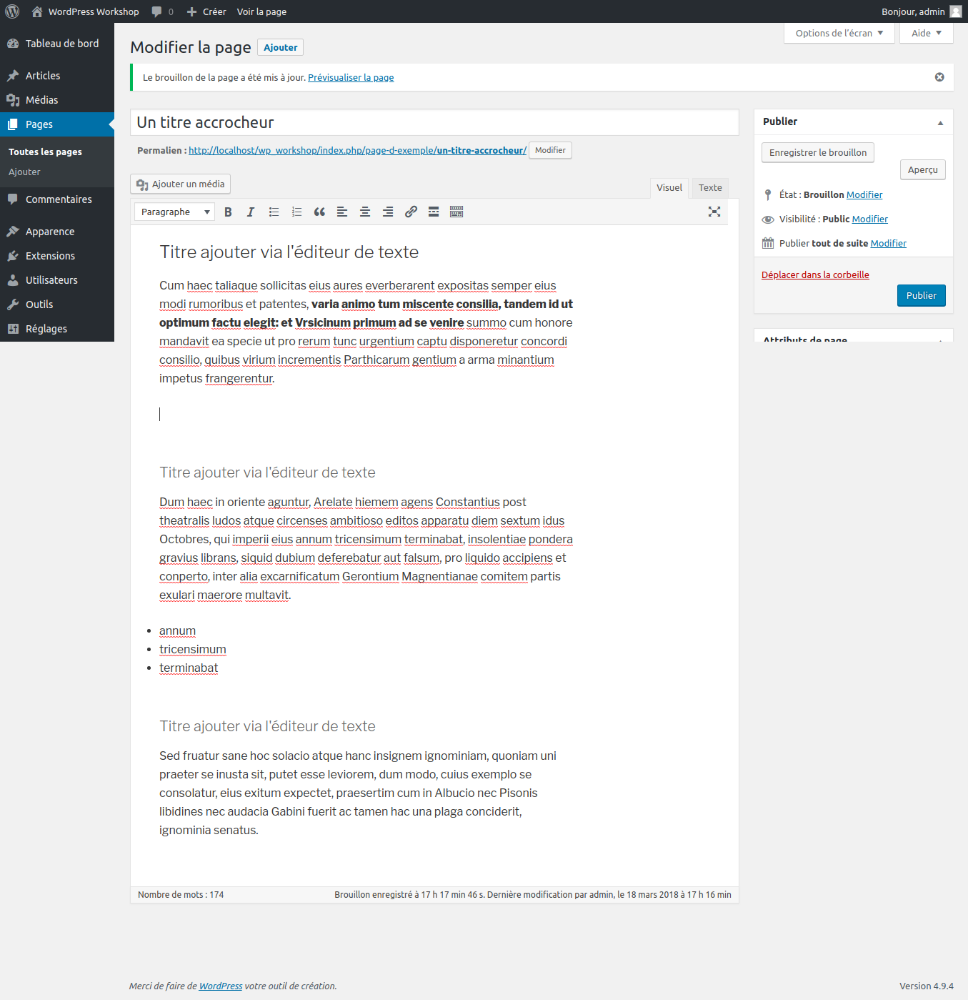 WordPress Workshop 0 Créer Voir la page Bonjour, admin
Options de l'écran Aide
Tableau de bord
Articles
Médias
Pages
Toutes les pages
Ajouter
Commentaires
Apparence
Extensions
Utilisateurs
Outils
Réglages
Modifier la page Ajouter
Le brouillon de la page a été mis à jour. Prévisualiser la page
Un titre accrocheur
Permalien : http://localhost/wp_workshop/index.php/page-d-exemple/un-titre-accrocheur/ Modifier
Ajouter un média
Visuel Texte
Paragraphe
Titre ajouter via l'éditeur de texte
Cum haec taliaque sollicitas eius aures everberarent expositas semper eius
modi rumoribus et patentes, varia animo tum miscente consilia, tandem id ut
optimum factu elegit: et Vrsicinum primum ad se venire summo cum honore
mandavit ea specie ut pro rerum tunc urgentium captu disponeretur concordi
consilio, quibus virium incrementis Parthicarum gentium a arma minantium
impetus frangerentur.
Titre ajouter via l'éditeur de texte
Dum haec in oriente aguntur, Arelate hiemem agens Constantius post
theatralis ludos atque circenses ambitioso editos apparatu diem sextum idus
Octobres, qui imperii eius annum tricensimum terminabat, insolentiae pondera
gravius librans, siquid dubium deferebatur aut falsum, pro liquido accipiens et
conperto, inter alia excarnificatum Gerontium Magnentianae comitem partis
exulari maerore multavit.
annum
tricensimum
terminabat
Titre ajouter via l'éditeur de texte
Sed fruatur sane hoc solacio atque hanc insignem ignominiam, quoniam uni
praeter se inusta sit, putet esse leviorem, dum modo, cuius exemplo se
consolatur, eius exitum expectet, praesertim cum in Albucio nec Pisonis
libidines nec audacia Gabini fuerit ac tamen hac una plaga conciderit,
ignominia senatus.
Nombre de mots : 174 Brouillon enregistré à 17 h 17 min 46 s. Dernière modification par admin, le 18 mars 2018 à 17 h 16 min
Publier
Enregistrer le brouillon
Aperçu
État : Brouillon Modifier
Visibilité : Public Modifier
Publier tout de suite Modifier
Déplacer dans la corbeille
Publier
Attributs de page
Merci de faire de WordPress votre outil de création. Version 4.9.4